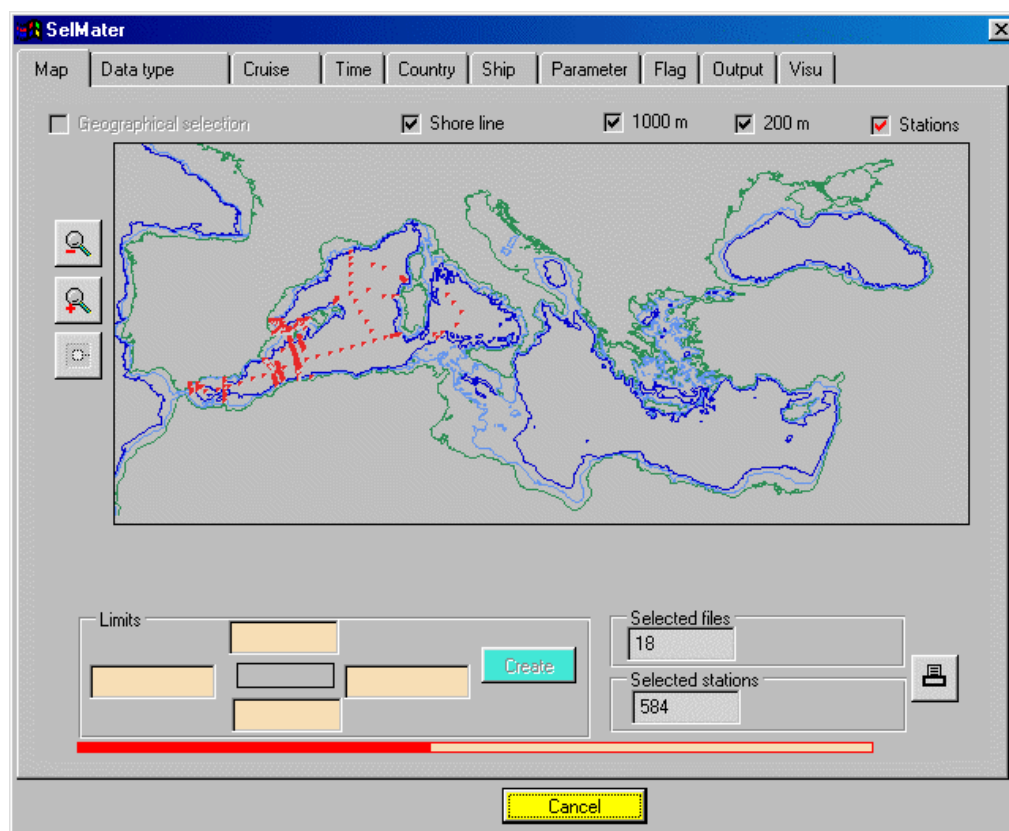 SelMater
Map Data type Cruise Time Country Ship Parameter Flag Output Visu
Geographical selection Shore line 1000 m 200 m Stations
Limits Selected files
18
Create
Selected stations
584
Cancel